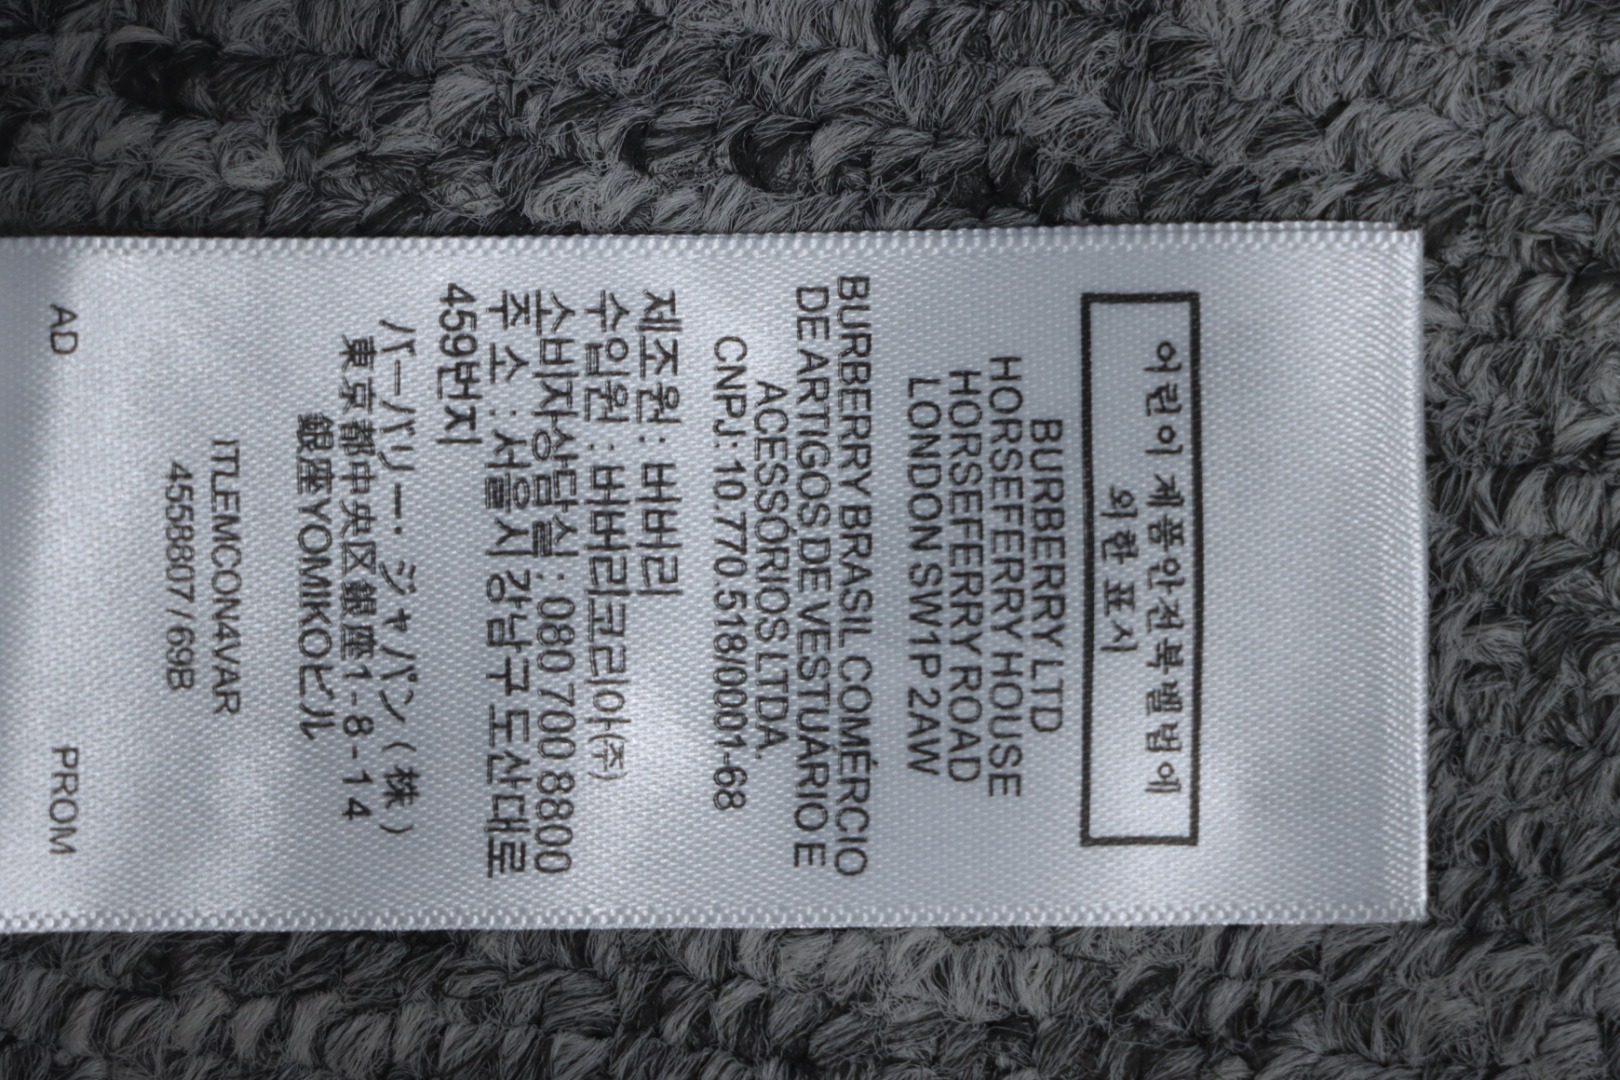 어린이 제품안전특별법에
의한 표시
BURBERRY LTD
HORSEFERRY HOUSE
HORSEFERRY ROAD
LONDON SW1P 2AW
BURBERRY BRASIL COMÉRCIO
DE ARTIGOS DE VESTUÁRIO E
ACESSÓRIOS LTDA.
CNPJ: 10.770.518/0001-68
제조원 : 버버리
수입원 : 버버리코리아(주)
소비자상담실 : 080 700 8800
주 소 : 서울시 강남구 도산대로
459번지
バーバリー・ジャパン（株）
東京都中央区銀座1-8-14
銀座YOMIKOビル
ITLEMCON4VAR
4558807 / 69B
AD PROM